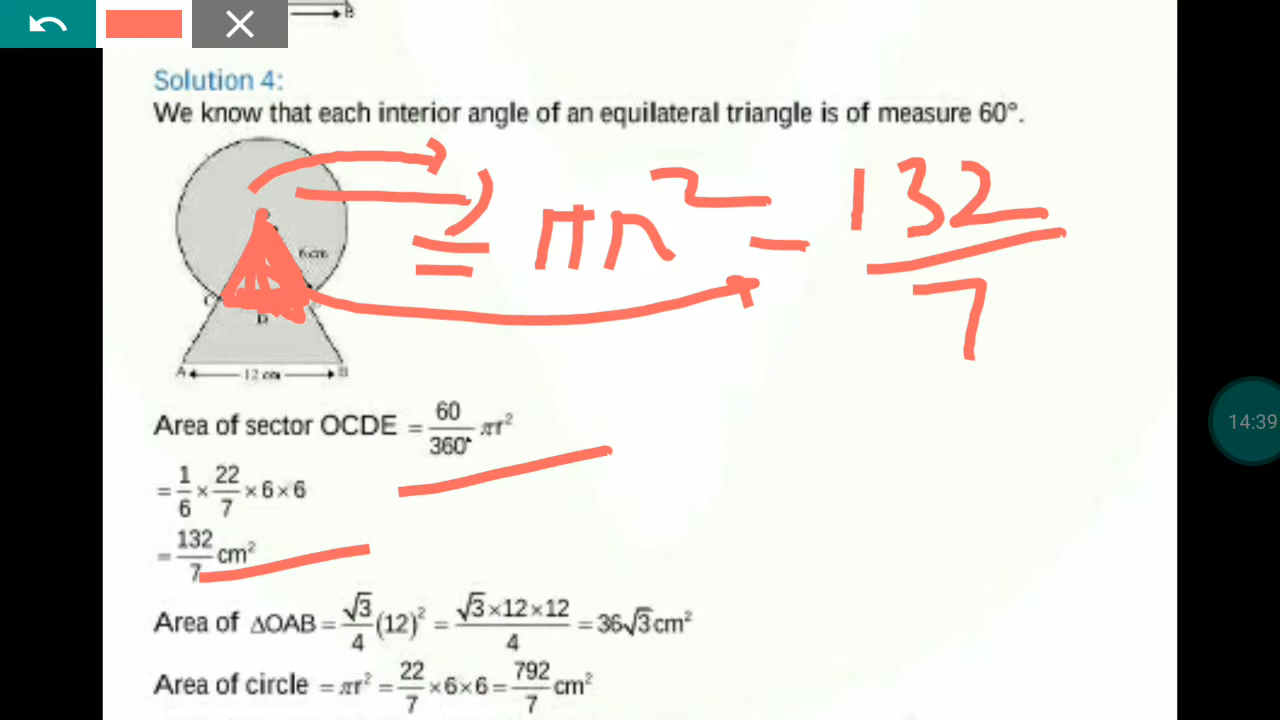 B
Solution 4:
We know that each interior angle of an equilateral triangle is of measure 60°.
πr² = 132/7
6 cm
C
D
A 12 cm B
Area of sector OCDE = 60/360° πr²
= 1/6 × 22/7 × 6 × 6
= 132/7 cm²
Area of ΔOAB = √3/4 (12)² = √3×12×12/4 = 36√3 cm²
Area of circle = πr² = 22/7 × 6 × 6 = 792/7 cm²
14:39